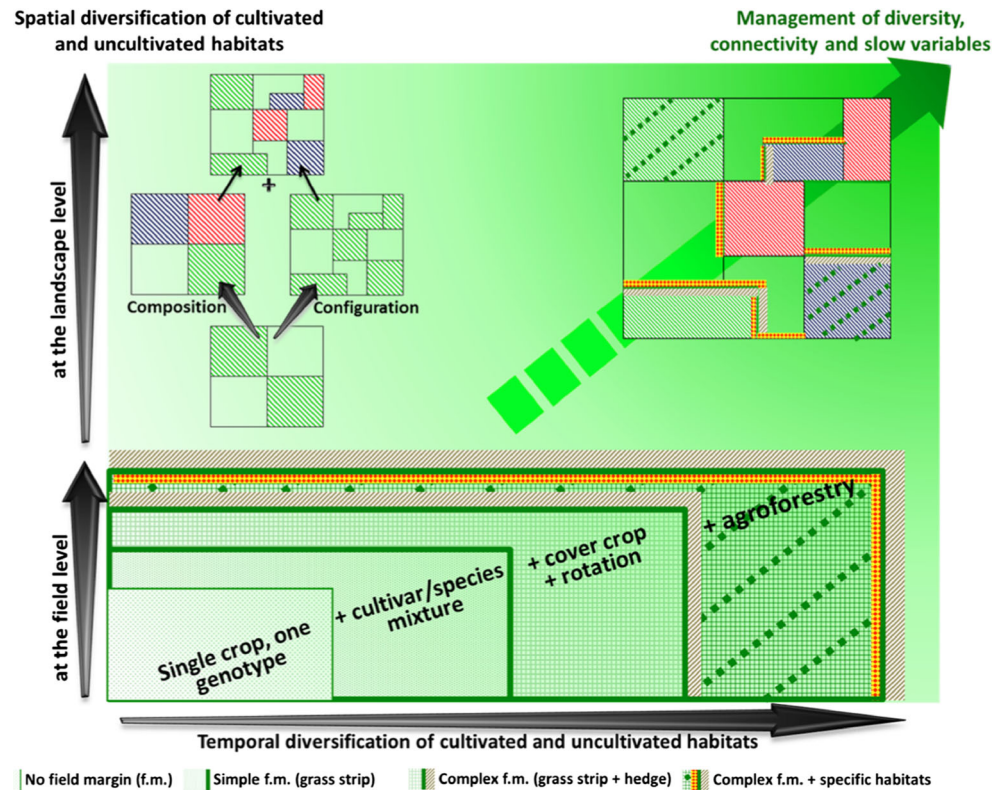 Spatial diversification of cultivated
and uncultivated habitats
Management of diversity,
connectivity and slow variables
at the landscape level
+
Composition
Configuration
at the field level
+ agroforestry
+ cover crop
+ rotation
+ cultivar/species
mixture
Single crop, one
genotype
Temporal diversification of cultivated and uncultivated habitats
No field margin (f.m.) Simple f.m. (grass strip) Complex f.m. (grass strip + hedge) Complex f.m. + specific habitats